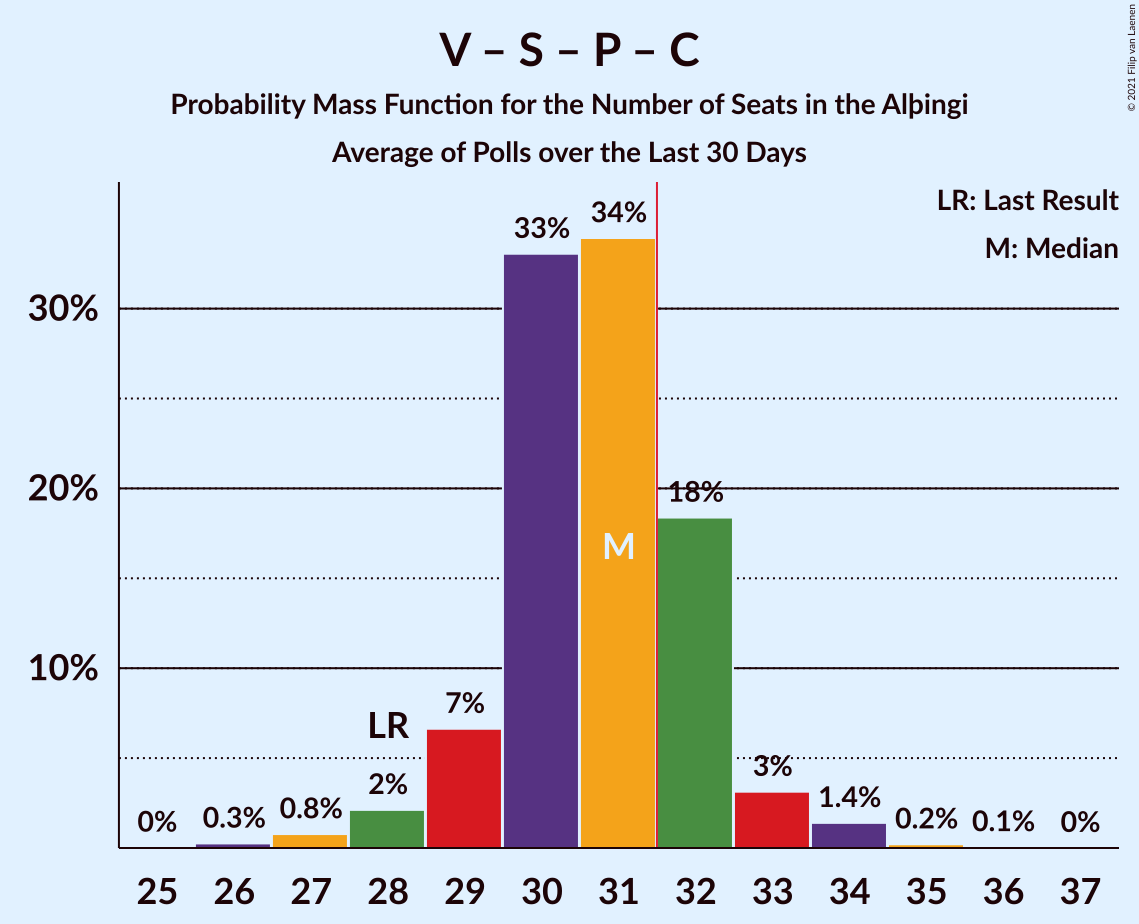 V – S – P – C
Probability Mass Function for the Number of Seats in the Alþingi
Average of Polls over the Last 30 Days
© 2021 Filip van Laenen
LR: Last Result
M: Median
30%
20%
10%
0%
0.3%
0.8%
2%
LR
7%
33%
34%
M
18%
3%
1.4%
0.2%
0.1%
0%
25 26 27 28 29 30 31 32 33 34 35 36 37